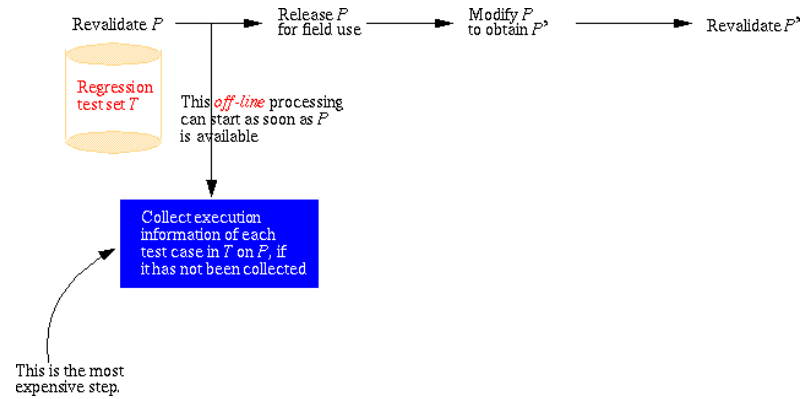 Revalidate P
Release P
for field use
Modify P
to obtain P’
Revalidate P’
Regression
test set T
This off-line processing
can start as soon as P
is available
Collect execution
information of each
test case in T on P, if
it has not been collected
This is the most
expensive step.